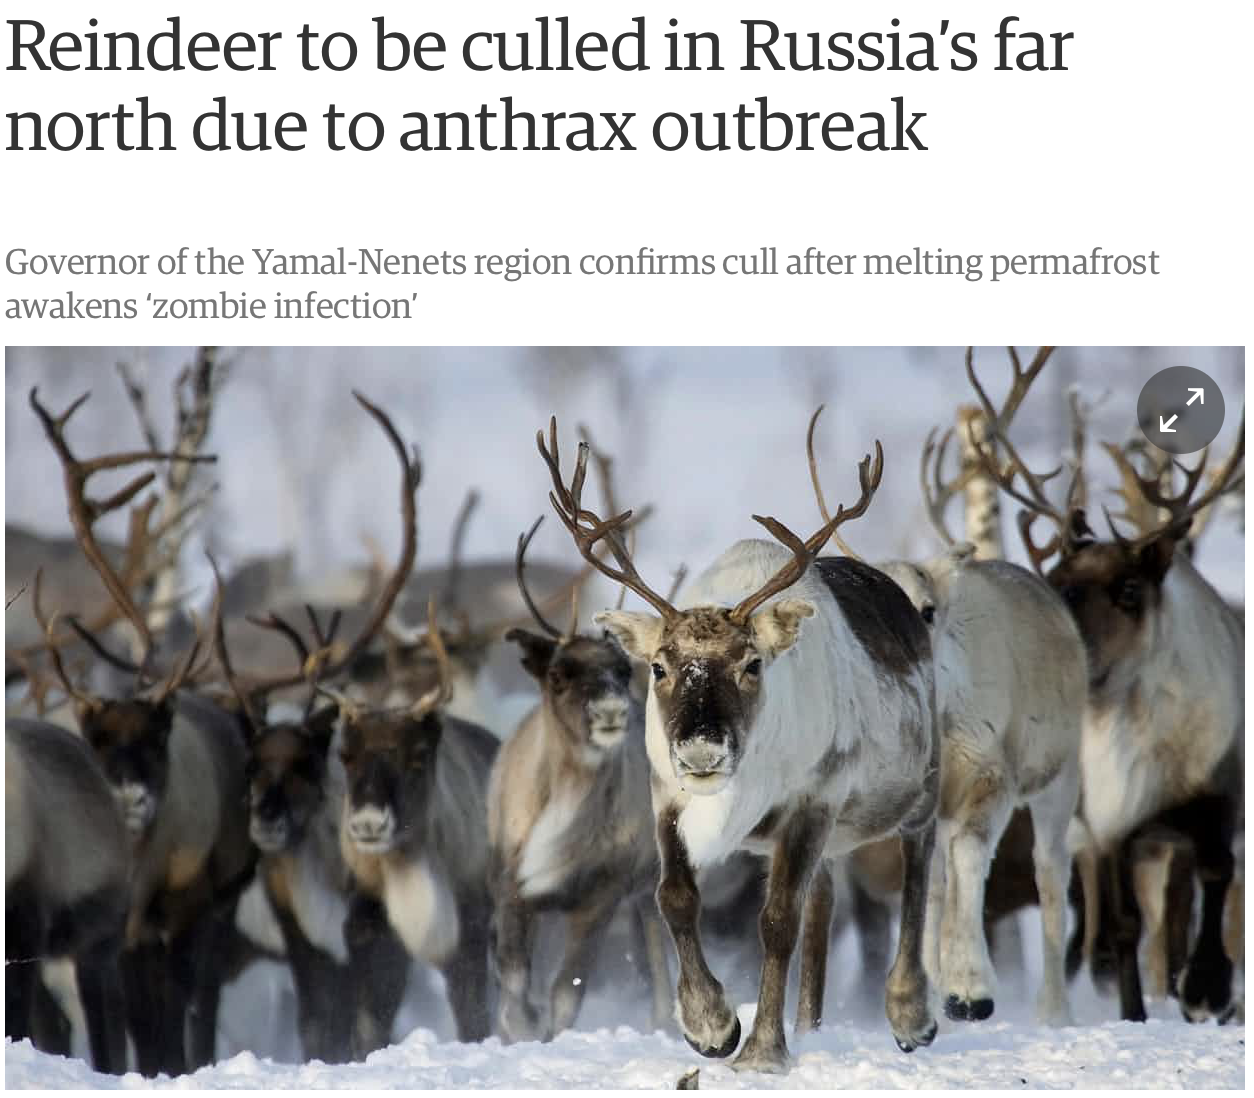 Reindeer to be culled in Russia’s far
north due to anthrax outbreak
Governor of the Yamal-Nenets region confirms cull after melting permafrost
awakens ‘zombie infection’